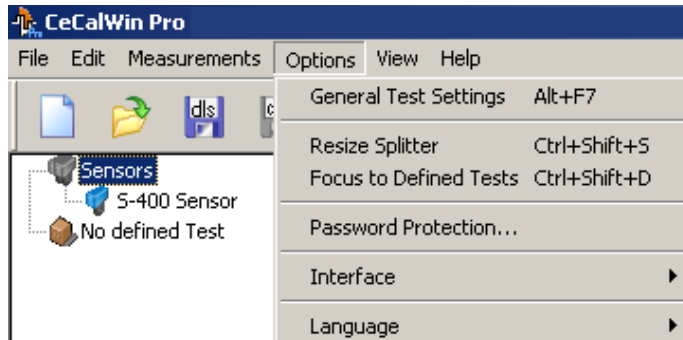 CeCalWin Pro
File Edit Measurements Options View Help
dls
General Test Settings Alt+F7
Resize Splitter Ctrl+Shift+S
Focus to Defined Tests Ctrl+Shift+D
Password Protection...
Interface
Language
Sensors
S-400 Sensor
No defined Test